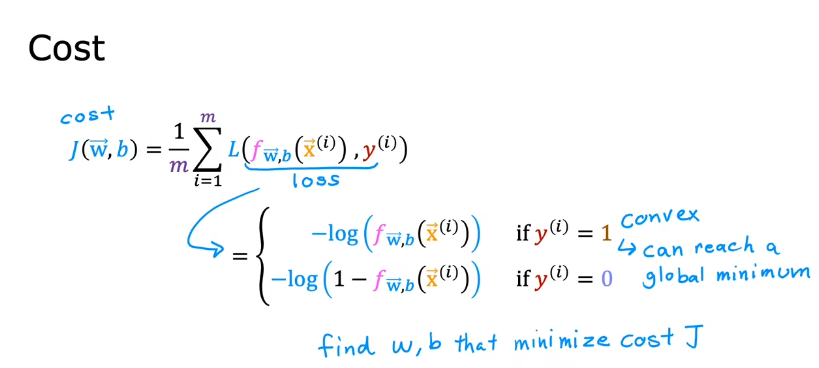 Cost
cost
J(w⃗, b) = 1/m ∑_{i=1}^{m} L(f_{w⃗,b}(x⃗^{(i)}), y^{(i)})
loss
= { −log(f_{w⃗,b}(x⃗^{(i)})) if y^{(i)} = 1
−log(1 − f_{w⃗,b}(x⃗^{(i)})) if y^{(i)} = 0
convex
↳ can reach a
global minimum
find w, b that minimize cost J